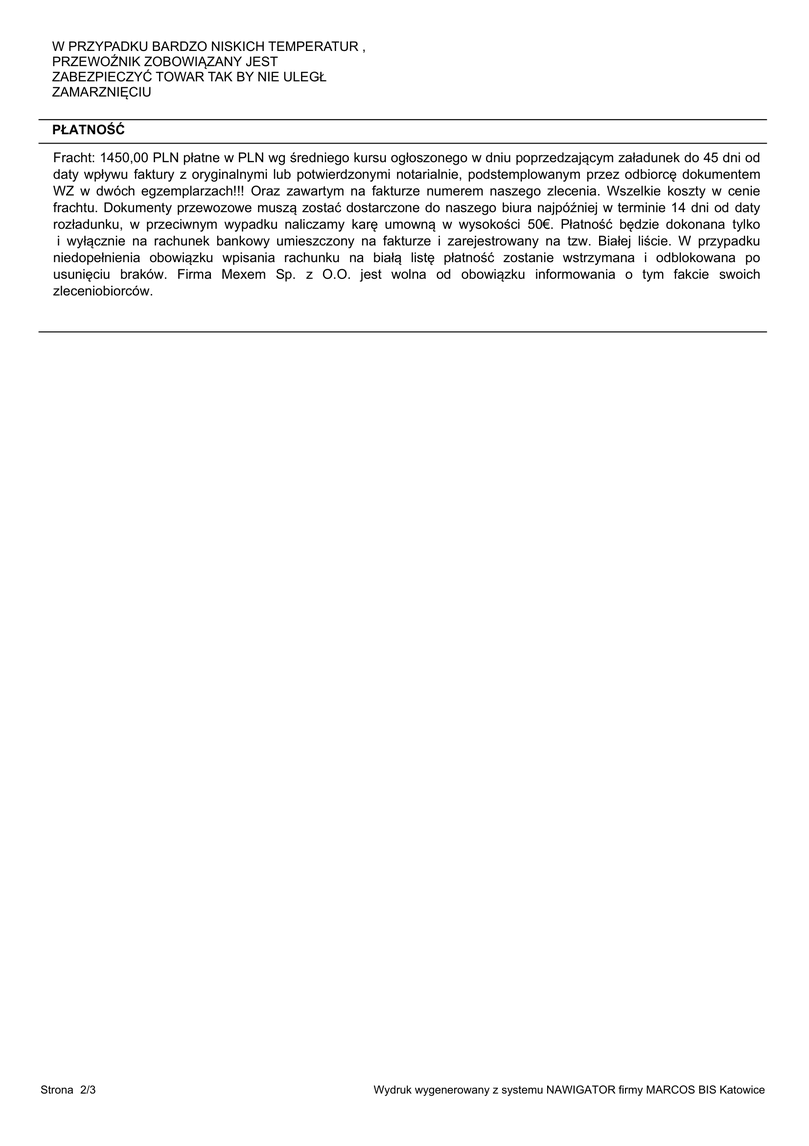 W PRZYPADKU BARDZO NISKICH TEMPERATUR ,
PRZEWOŹNIK ZOBOWIĄZANY JEST
ZABEZPIECZYĆ TOWAR TAK BY NIE ULEGŁ
ZAMARZNIĘCIU
PŁATNOŚĆ
Fracht: 1450,00 PLN płatne w PLN wg średniego kursu ogłoszonego w dniu poprzedzającym załadunek do 45 dni od
daty wpływu faktury z oryginalnymi lub potwierdzonymi notarialnie, podstemplowanym przez odbiorcę dokumentem
WZ w dwóch egzemplarzach!!! Oraz zawartym na fakturze numerem naszego zlecenia. Wszelkie koszty w cenie
frachtu. Dokumenty przewozowe muszą zostać dostarczone do naszego biura najpóźniej w terminie 14 dni od daty
rozładunku, w przeciwnym wypadku naliczamy karę umowną w wysokości 50€. Płatność będzie dokonana tylko
i wyłącznie na rachunek bankowy umieszczony na fakturze i zarejestrowany na tzw. Białej liście. W przypadku
niedopełnienia obowiązku wpisania rachunku na białą listę płatność zostanie wstrzymana i odblokowana po
usunięciu braków. Firma Mexem Sp. z O.O. jest wolna od obowiązku informowania o tym fakcie swoich
zleceniobiorców.
Strona 2/3
Wydruk wygenerowany z systemu NAWIGATOR firmy MARCOS BIS Katowice